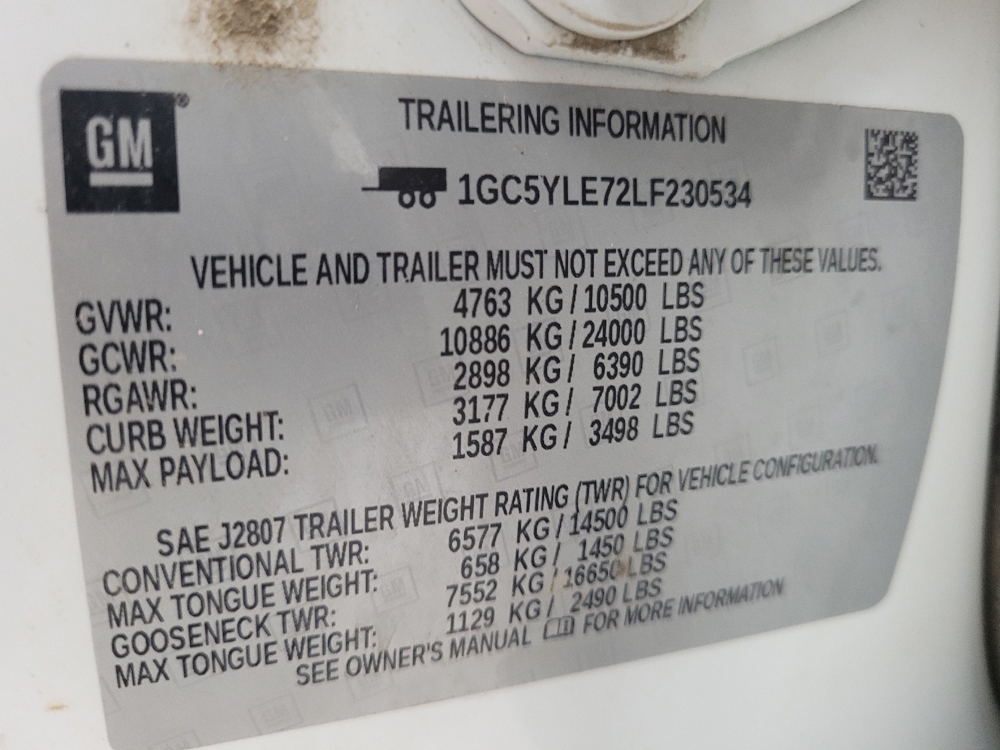 GM®
TRAILERING INFORMATION
1GC5YLE72LF230534
VEHICLE AND TRAILER MUST NOT EXCEED ANY OF THESE VALUES.
GVWR: 4763 KG / 10500 LBS
GCWR: 10886 KG / 24000 LBS
RGAWR: 2898 KG / 6390 LBS
CURB WEIGHT: 3177 KG / 7002 LBS
MAX PAYLOAD: 1587 KG / 3498 LBS
SAE J2807 TRAILER WEIGHT RATING (TWR) FOR VEHICLE CONFIGURATION.
CONVENTIONAL TWR: 6577 KG / 14500 LBS
MAX TONGUE WEIGHT: 658 KG / 1450 LBS
GOOSENECK TWR: 7552 KG / 16650 LBS
MAX TONGUE WEIGHT: 1129 KG / 2490 LBS
SEE OWNER'S MANUAL FOR MORE INFORMATION